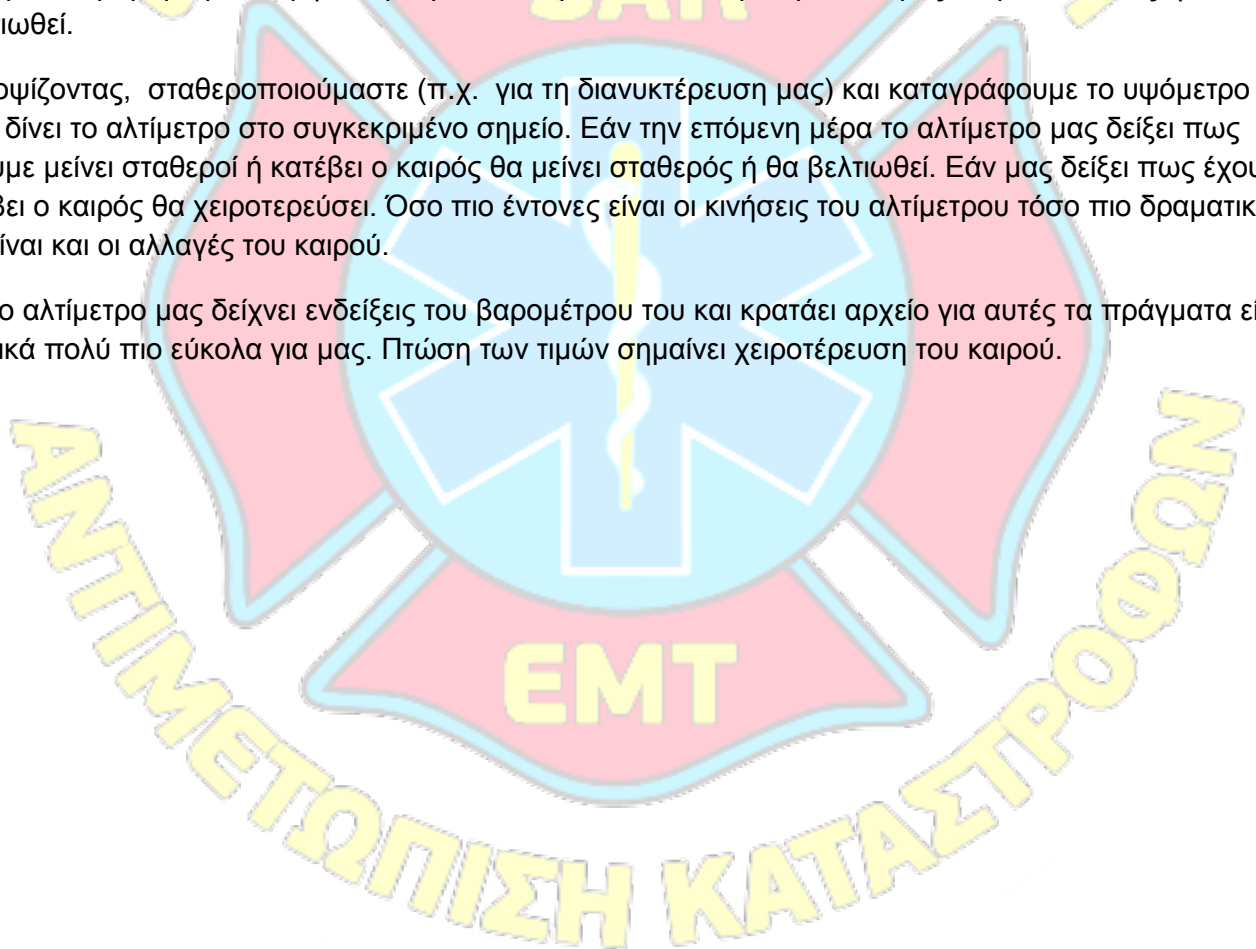 ιωθεί.
οψίζοντας, σταθεροποιούμαστε (π.χ. για τη διανυκτέρευση μας) και καταγράφουμε το υψόμετρο
δίνει το αλτίμετρο στο συγκεκριμένο σημείο. Εάν την επόμενη μέρα το αλτίμετρο μας δείξει πως
υμε μείνει σταθεροί ή κατέβει ο καιρός θα μείνει σταθερός ή θα βελτιωθεί. Εάν μας δείξει πως έχου
βει ο καιρός θα χειροτερεύσει. Όσο πιο έντονες είναι οι κινήσεις του αλτίμετρου τόσο πιο δραματικ
ίναι και οι αλλαγές του καιρού.
ο αλτίμετρο μας δείχνει ενδείξεις του βαρομέτρου του και κρατάει αρχείο για αυτές τα πράγματα εί
ικά πολύ πιο εύκολα για μας. Πτώση των τιμών σημαίνει χειροτέρευση του καιρού.
EMT
ΑΝΤΙΜΕΤΩΠΙΣΗ ΚΑΤΑΣΤΡΟΦΩΝ